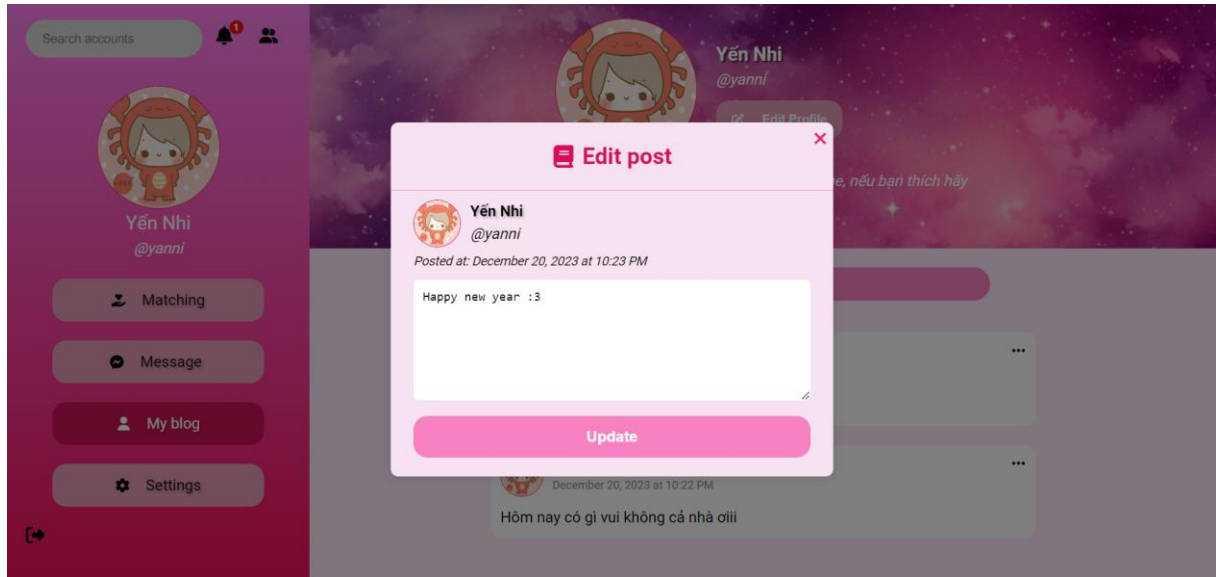 Search accounts
1
Yến Nhi
@yanni
Matching
Message
My blog
Settings
Yến Nhi
@yanni
Edit Profile
nếu bạn thích hãy
Edit post
Yến Nhi
@yanni
Posted at: December 20, 2023 at 10:23 PM
Happy new year :3
Update
December 20, 2023 at 10:22 PM
Hôm nay có gì vui không cả nhà ơiii